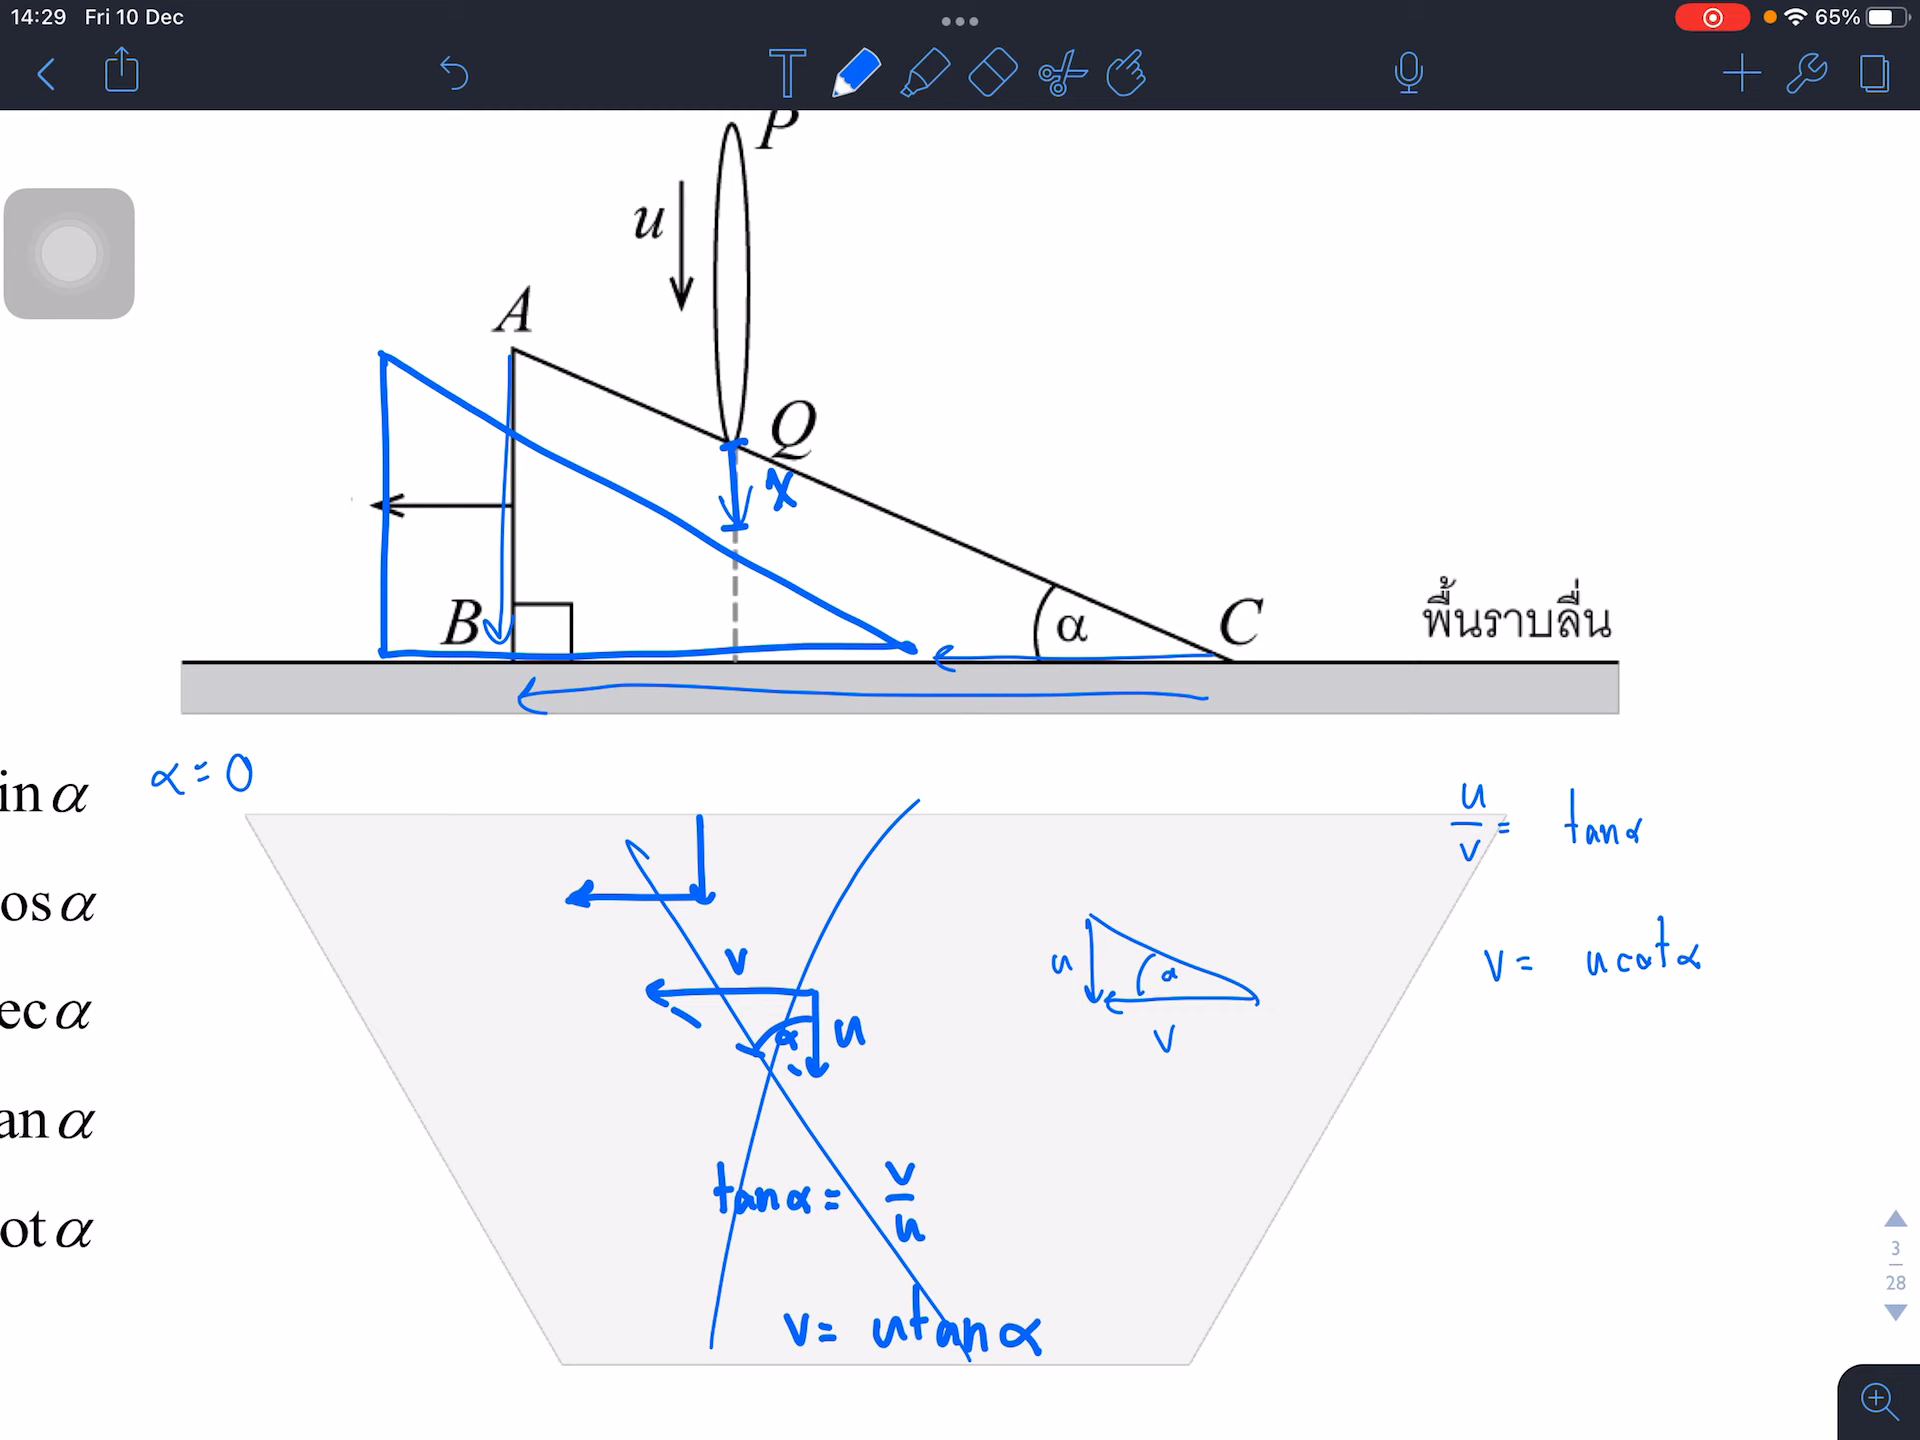 14:29 Fri 10 Dec
65%
T
P
u
A
Q
x
B
α
C
พื้นราบลื่น
α = 0
in α
os α
ec α
an α
ot α
v
α
u
tan α = v/u
v = u tan α
u
α
v
u/v = tan α
v = u cot α
3
28